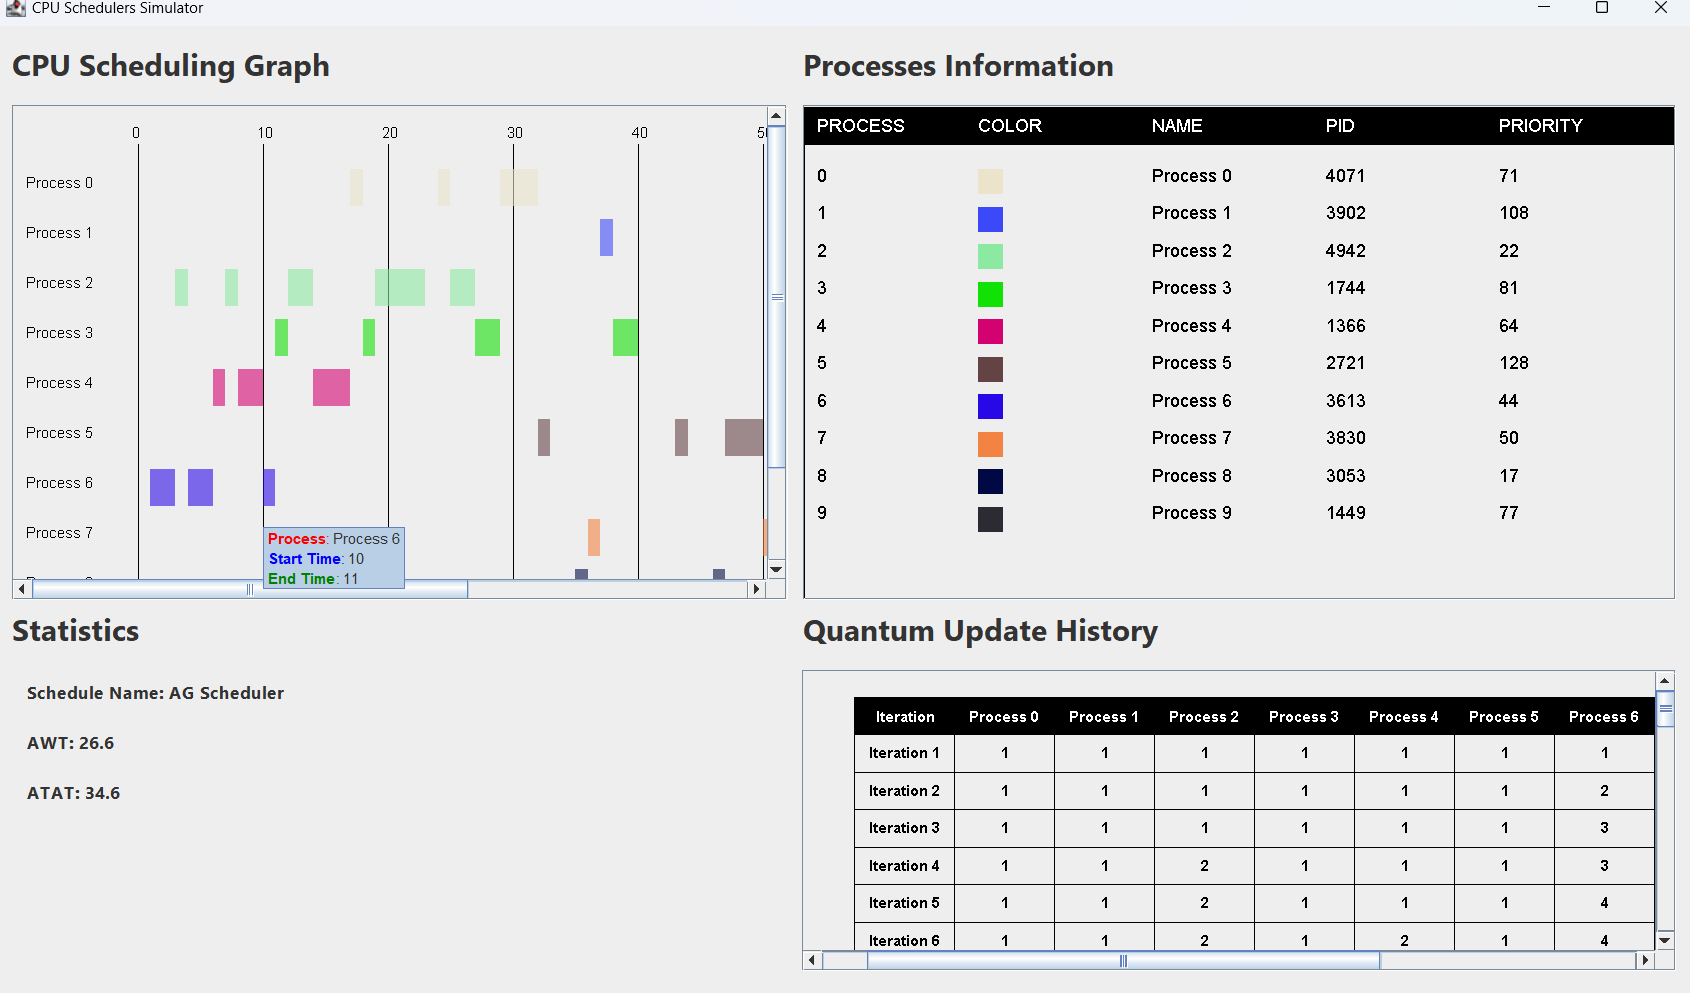 CPU Schedulers Simulator
CPU Scheduling Graph
0 10 20 30 40
Process 0
Process 1
Process 2
Process 3
Process 4
Process 5
Process 6
Process 7
Process: Process 6
Start Time: 10
End Time: 11
Processes Information
PROCESS COLOR NAME PID PRIORITY
0 Process 0 4071 71
1 Process 1 3902 108
2 Process 2 4942 22
3 Process 3 1744 81
4 Process 4 1366 64
5 Process 5 2721 128
6 Process 6 3613 44
7 Process 7 3830 50
8 Process 8 3053 17
9 Process 9 1449 77
Statistics
Schedule Name: AG Scheduler
AWT: 26.6
ATAT: 34.6
Quantum Update History
Iteration Process 0 Process 1 Process 2 Process 3 Process 4 Process 5 Process 6
Iteration 1 1 1 1 1 1 1 1
Iteration 2 1 1 1 1 1 1 2
Iteration 3 1 1 1 1 1 1 3
Iteration 4 1 1 2 1 1 1 3
Iteration 5 1 1 2 1 1 1 4
Iteration 6 1 1 2 1 2 1 4